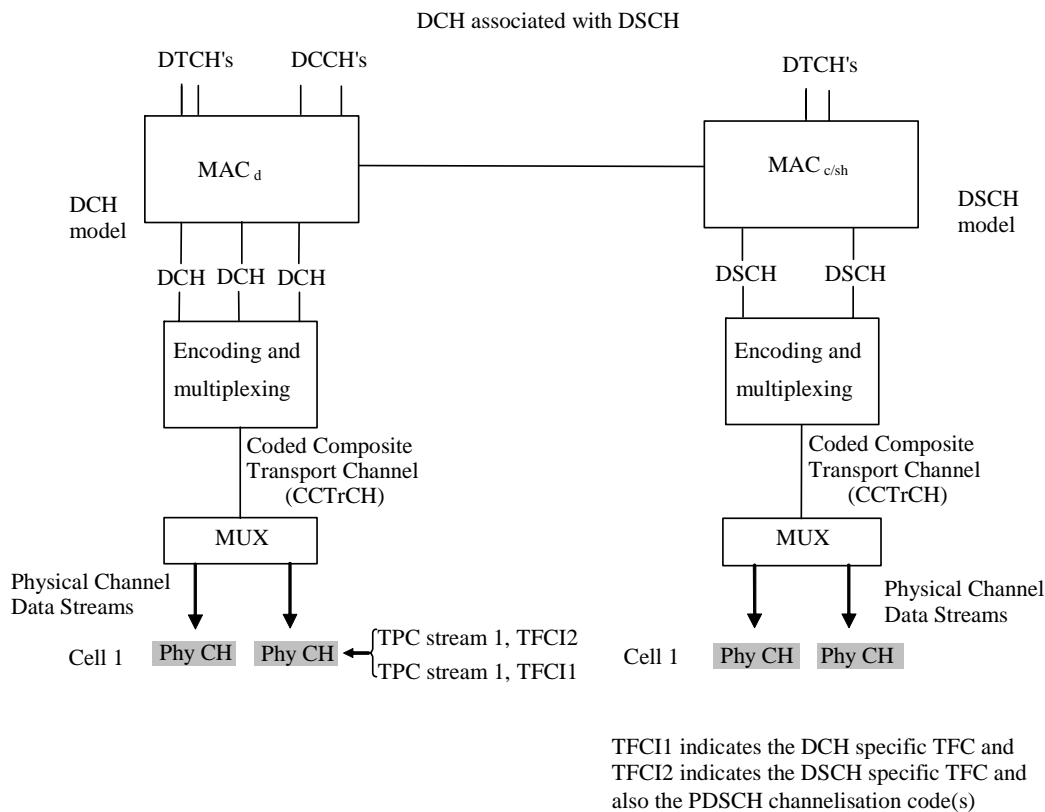 DCH associated with DSCH
DTCH's
DCCH's
DTCH's
MAC d
MAC c/sh
DCH
model
DSCH
model
DCH
DCH
DCH
DSCH
DSCH
Encoding and
multiplexing
Encoding and
multiplexing
Coded Composite
Transport Channel
(CCTrCH)
Coded Composite
Transport Channel
(CCTrCH)
MUX
MUX
Physical Channel
Data Streams
Physical Channel
Data Streams
Cell 1
Phy CH
Phy CH
TPC stream 1, TFCI2
TPC stream 1, TFCI1
Cell 1
Phy CH
Phy CH
TFCI1 indicates the DCH specific TFC and
TFCI2 indicates the DSCH specific TFC and
also the PDSCH channelisation code(s)